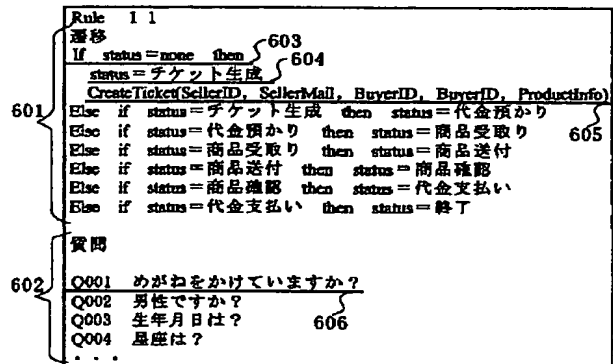 Rule 11
遷移
If status=none then 603
status=チケット生成 604
CreateTicket(SellerID, SellerMail, BuyerID, BuyerID, ProductInfo)
601
Else if status=チケット生成 then status=代金預かり 605
Else if status=代金預かり then status=商品受取り
Else if status=商品受取り then status=商品送付
Else if status=商品送付 then status=商品確認
Else if status=商品確認 then status=代金支払い
Else if status=代金支払い then status=終了
質問
602
Q001 めがねをかけていますか?
Q002 男性ですか? 606
Q003 生年月日は?
Q004 星座は?
・・・